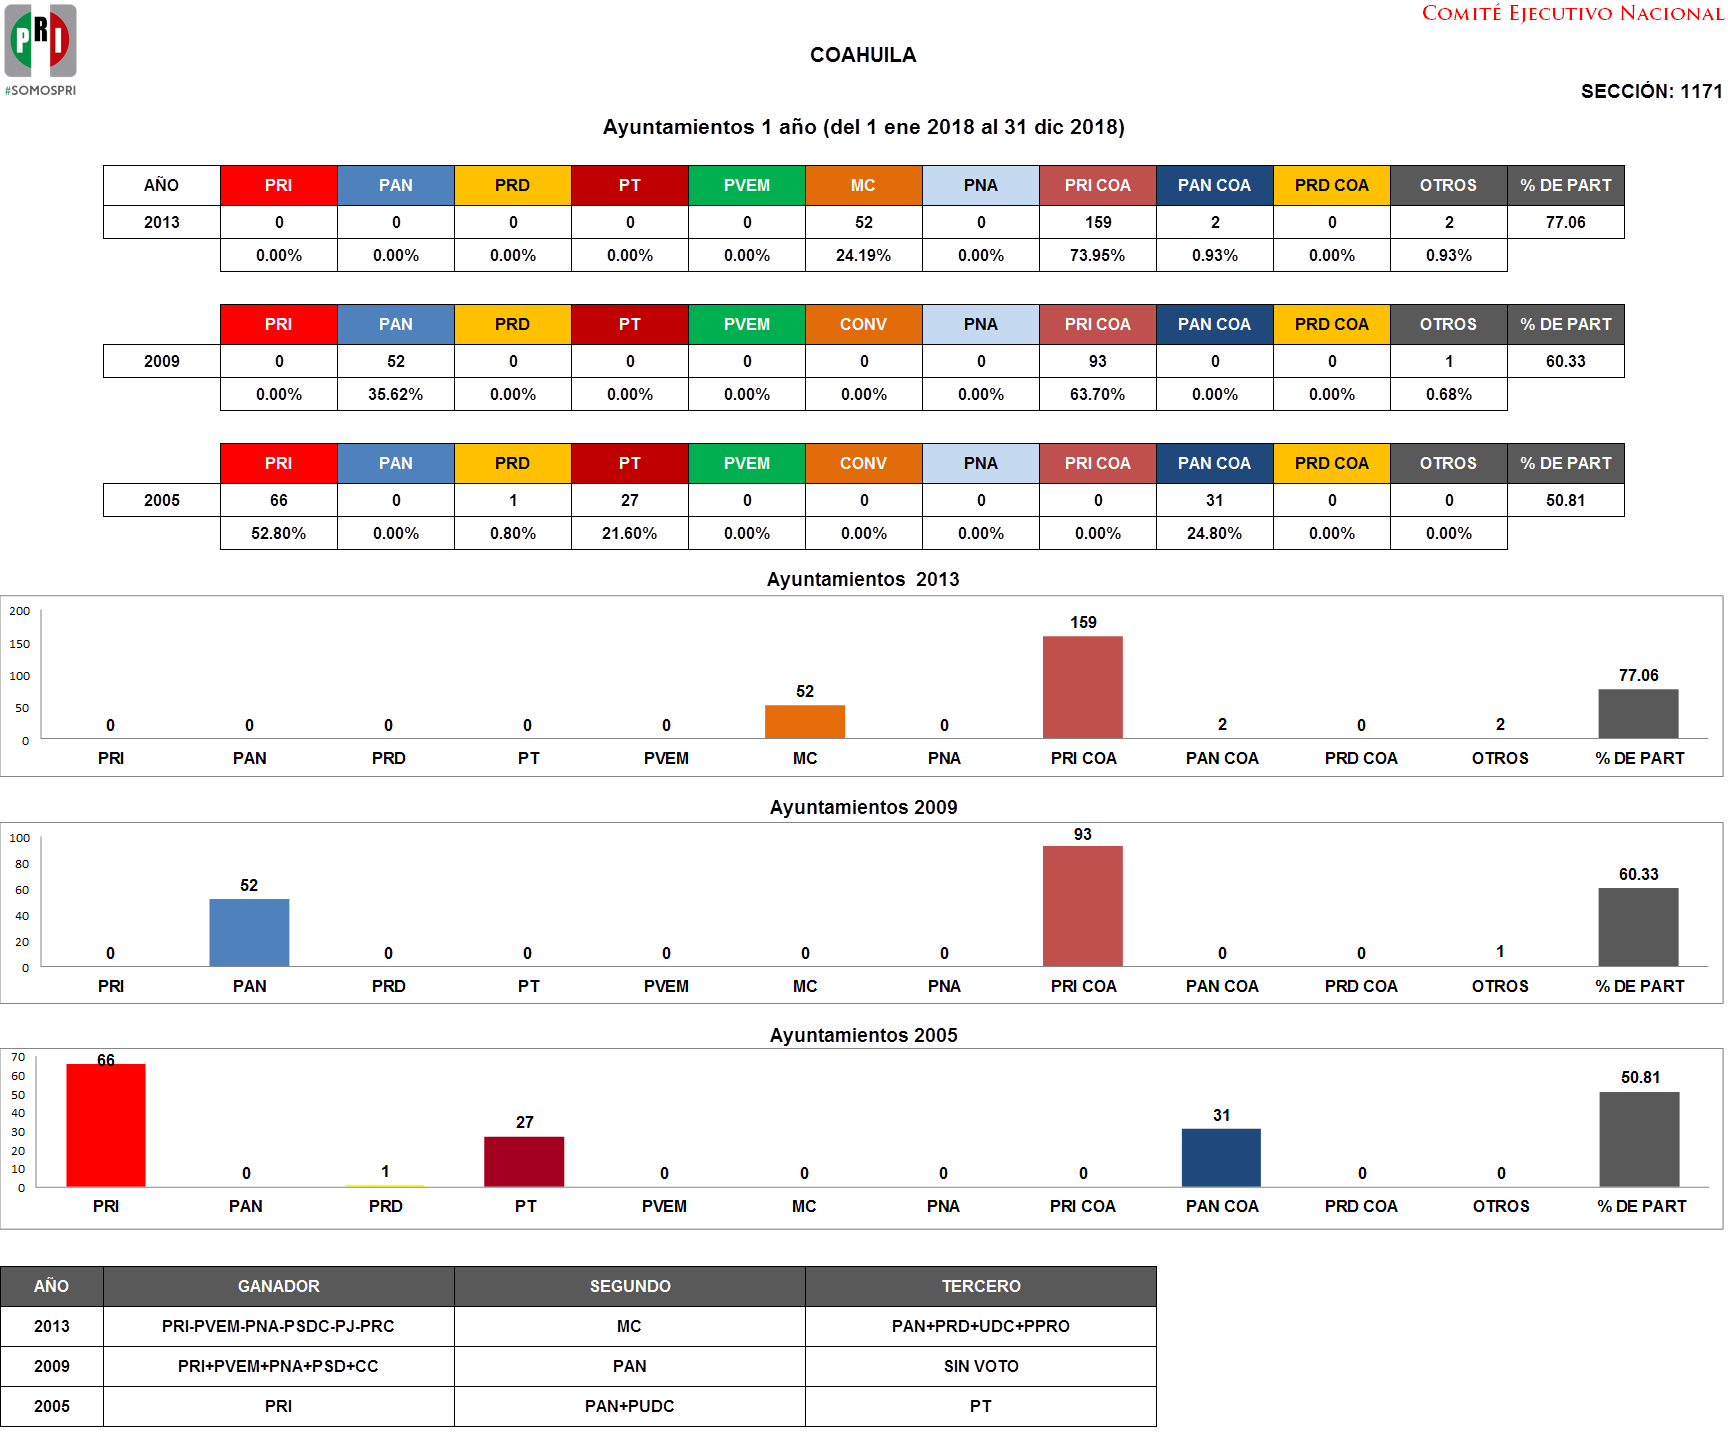 COMITÉ EJECUTIVO NACIONAL
PRI
#SOMOSPRI
COAHUILA
SECCIÓN: 1171
Ayuntamientos 1 año (del 1 ene 2018 al 31 dic 2018)
AÑO PRI PAN PRD PT PVEM MC PNA PRI COA PAN COA PRD COA OTROS % DE PART
2013 0 0 0 0 0 52 0 159 2 0 2 77.06
0.00% 0.00% 0.00% 0.00% 0.00% 24.19% 0.00% 73.95% 0.93% 0.00% 0.93%
PRI PAN PRD PT PVEM CONV PNA PRI COA PAN COA PRD COA OTROS % DE PART
2009 0 52 0 0 0 0 0 93 0 0 1 60.33
0.00% 35.62% 0.00% 0.00% 0.00% 0.00% 0.00% 63.70% 0.00% 0.00% 0.68%
PRI PAN PRD PT PVEM CONV PNA PRI COA PAN COA PRD COA OTROS % DE PART
2005 66 0 1 27 0 0 0 0 31 0 0 50.81
52.80% 0.00% 0.80% 21.60% 0.00% 0.00% 0.00% 0.00% 24.80% 0.00% 0.00%
Ayuntamientos 2013
200
150
100
50
0
0 0 0 0 0 52 0 159 2 0 2 77.06
PRI PAN PRD PT PVEM MC PNA PRI COA PAN COA PRD COA OTROS % DE PART
Ayuntamientos 2009
100
80
60
40
20
0
0 52 0 0 0 0 0 93 0 0 1 60.33
PRI PAN PRD PT PVEM MC PNA PRI COA PAN COA PRD COA OTROS % DE PART
Ayuntamientos 2005
70
60
50
40
30
20
10
0
66 0 1 27 0 0 0 0 31 0 0 50.81
PRI PAN PRD PT PVEM MC PNA PRI COA PAN COA PRD COA OTROS % DE PART
AÑO GANADOR SEGUNDO TERCERO
2013 PRI-PVEM-PNA-PSDC-PJ-PRC MC PAN+PRD+UDC+PPRO
2009 PRI+PVEM+PNA+PSD+CC PAN SIN VOTO
2005 PRI PAN+PUDC PT